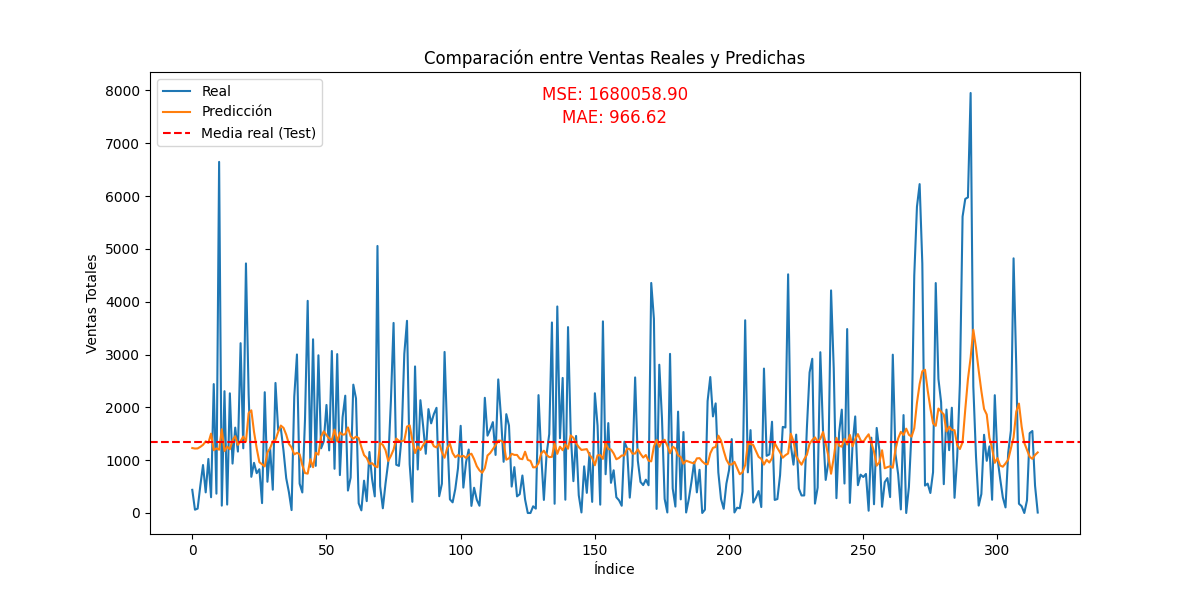 Comparación entre Ventas Reales y Predichas
MSE: 1680058.90
MAE: 966.62
Real
Predicción
Media real (Test)
Ventas Totales
8000
7000
6000
5000
4000
3000
2000
1000
0
0
50
100
150
200
250
300
Índice